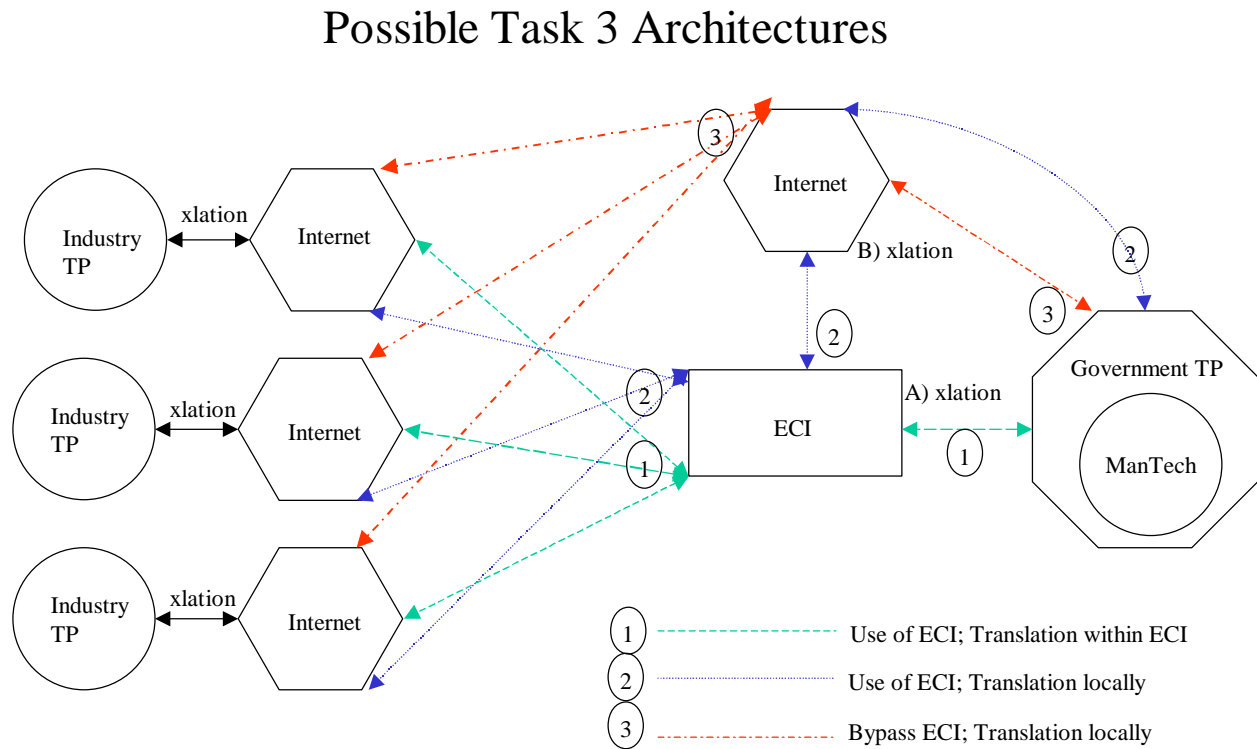 Possible Task 3 Architectures
3
Internet
Industry
TP
xlation
Internet
B) xlation
2
3
2
Industry
TP
xlation
Internet
2
1
ECI
A) xlation
1
Government TP
ManTech
Industry
TP
xlation
Internet
1
Use of ECI; Translation within ECI
2
Use of ECI; Translation locally
3
Bypass ECI; Translation locally